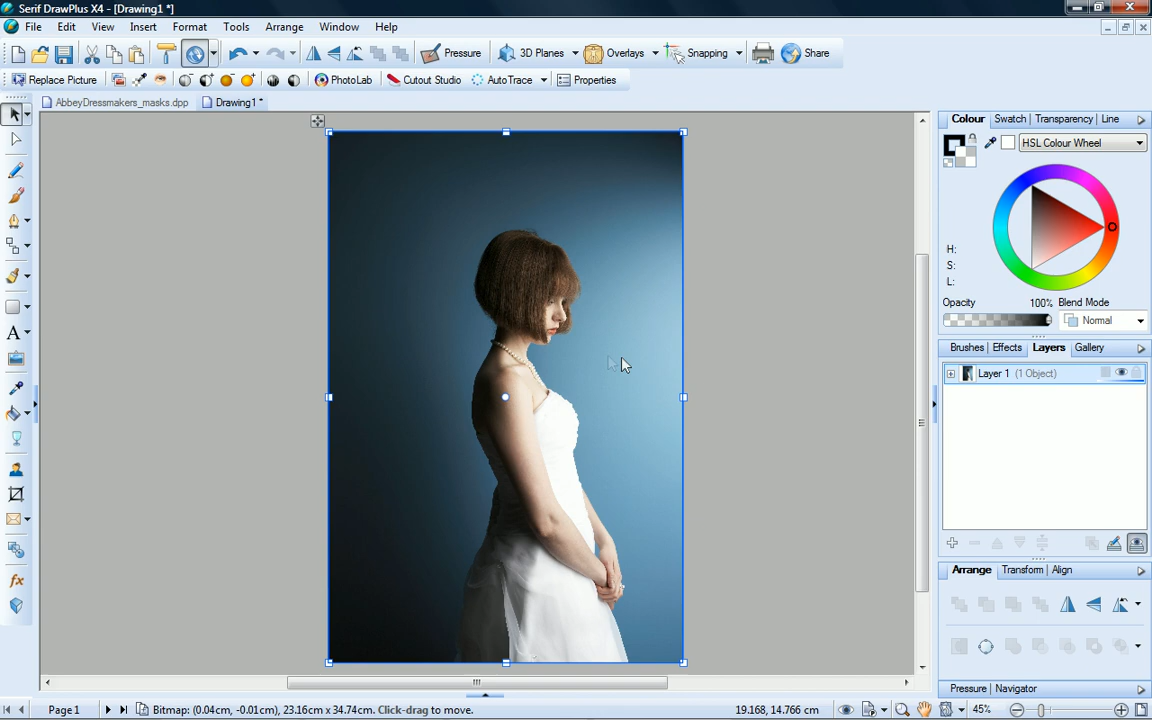 Serif DrawPlus X4 - [Drawing1 *]
File Edit View Insert Format Tools Arrange Window Help
Pressure 3D Planes Overlays Snapping Share
Replace Picture PhotoLab Cutout Studio AutoTrace Properties
AbbeyDressmakers_masks.dpp Drawing1 *
Colour Swatch Transparency Line
HSL Colour Wheel
H:
S:
L:
Opacity 100% Blend Mode
Normal
Brushes Effects Layers Gallery
Layer 1 (1 Object)
Arrange Transform Align
Pressure Navigator
Page 1 Bitmap: (0.04cm, -0.01cm), 23.16cm x 34.74cm. Click-drag to move. 19.168, 14.766 cm 45%